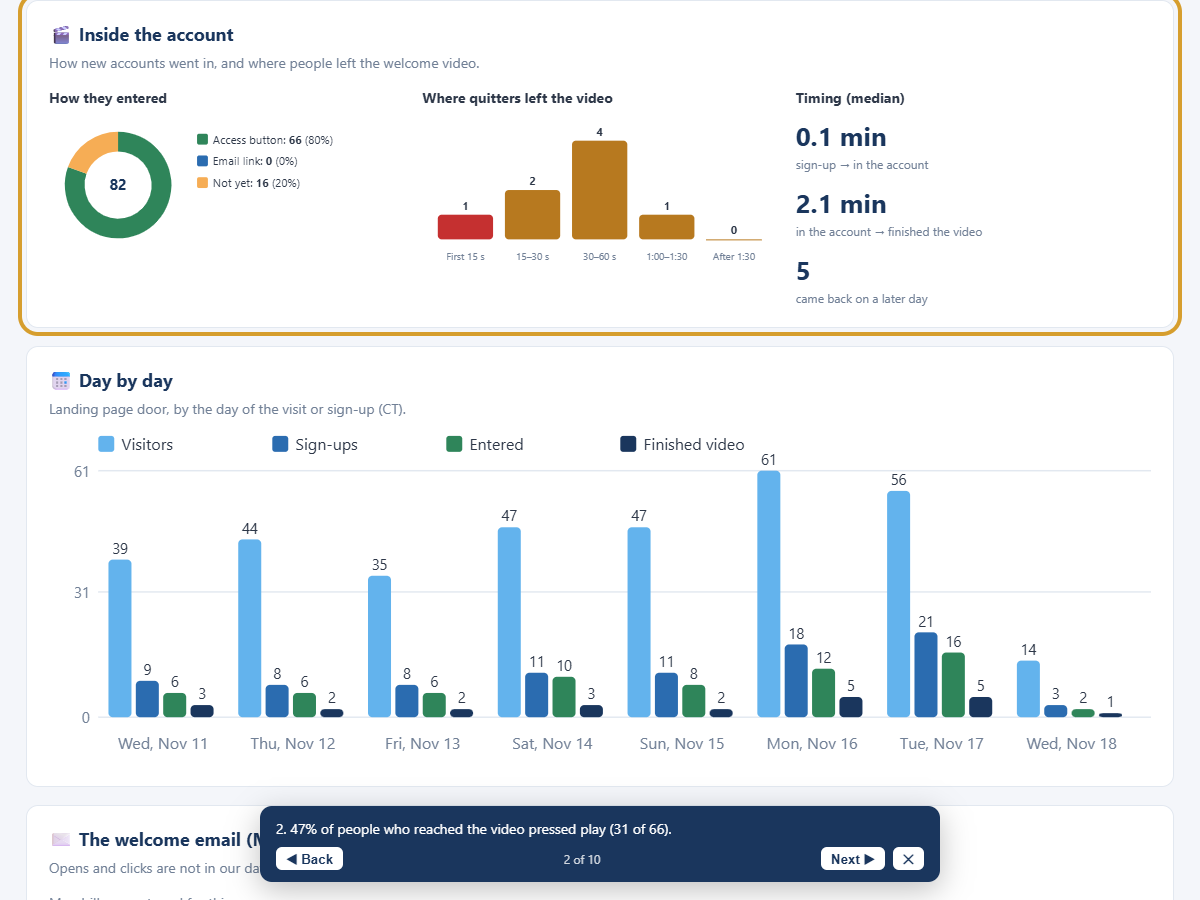 Inside the account
How new accounts went in, and where people left the welcome video.
How they entered
82
Access button: 66 (80%)
Email link: 0 (0%)
Not yet: 16 (20%)
Where quitters left the video
1
2
4
1
0
First 15 s
15–30 s
30–60 s
1:00–1:30
After 1:30
Timing (median)
0.1 min
sign-up → in the account
2.1 min
in the account → finished the video
5
came back on a later day
Day by day
Landing page door, by the day of the visit or sign-up (CT).
Visitors
Sign-ups
Entered
Finished video
61
31
0
39 9 6 3
44 8 6 2
35 8 6 2
47 11 10 3
47 11 8 2
61 18 12 5
56 21 16 5
14 3 2 1
Wed, Nov 11
Thu, Nov 12
Fri, Nov 13
Sat, Nov 14
Sun, Nov 15
Mon, Nov 16
Tue, Nov 17
Wed, Nov 18
The welcome email (
Opens and clicks are not in our da
2. 47% of people who reached the video pressed play (31 of 66).
◀ Back
2 of 10
Next ▶
✕